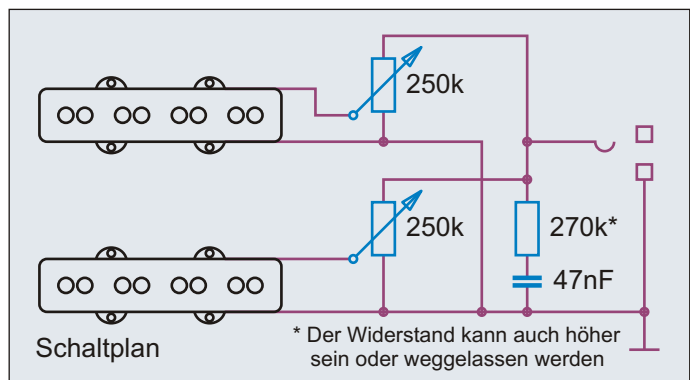 250k
250k
270k*
47nF
Schaltplan
* Der Widerstand kann auch höher
sein oder weggelassen werden